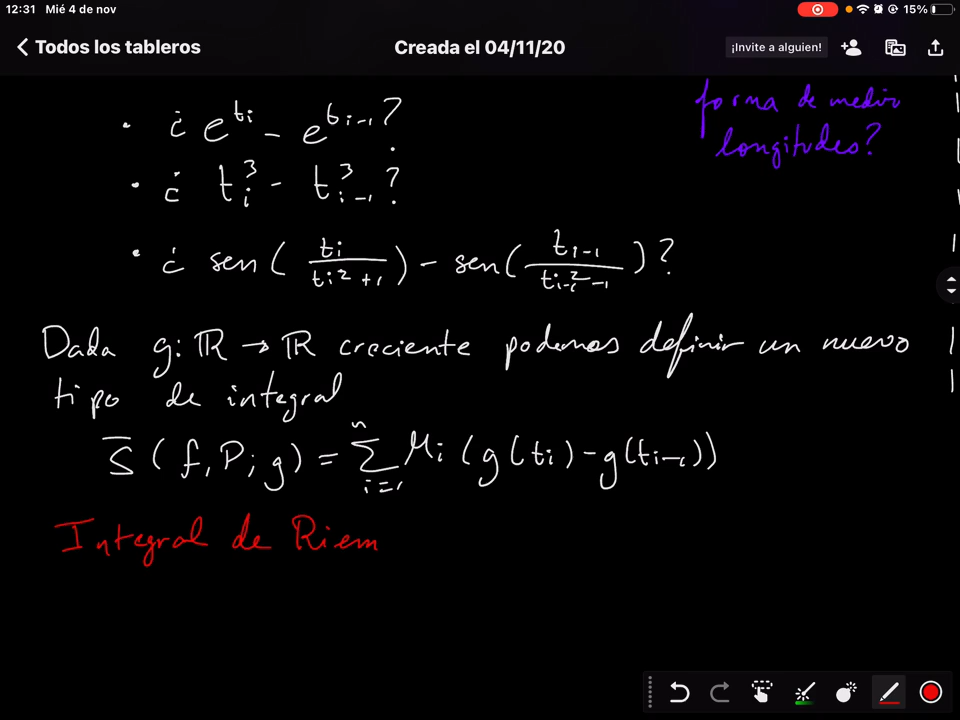 12:31 Mié 4 de nov
15%
Todos los tableros
Creada el 04/11/20
¡Invite a alguien!
forma de medir
longitudes?
• ¿ e^{t_i} - e^{t_{i-1}} ?
• ¿ t_i^3 - t_{i-1}^3 ?
• ¿ sen( t_i / (t_i^2 + 1) ) - sen( t_{i-1} / (t_{i-1}^2 - 1) ) ?
Dada g: ℝ → ℝ creciente podemos definir un nuevo
tipo de integral
S̅ (f, P; g) = ∑_{i=1}^{n} M_i (g(t_i) - g(t_{i-1}))
Integral de Riem